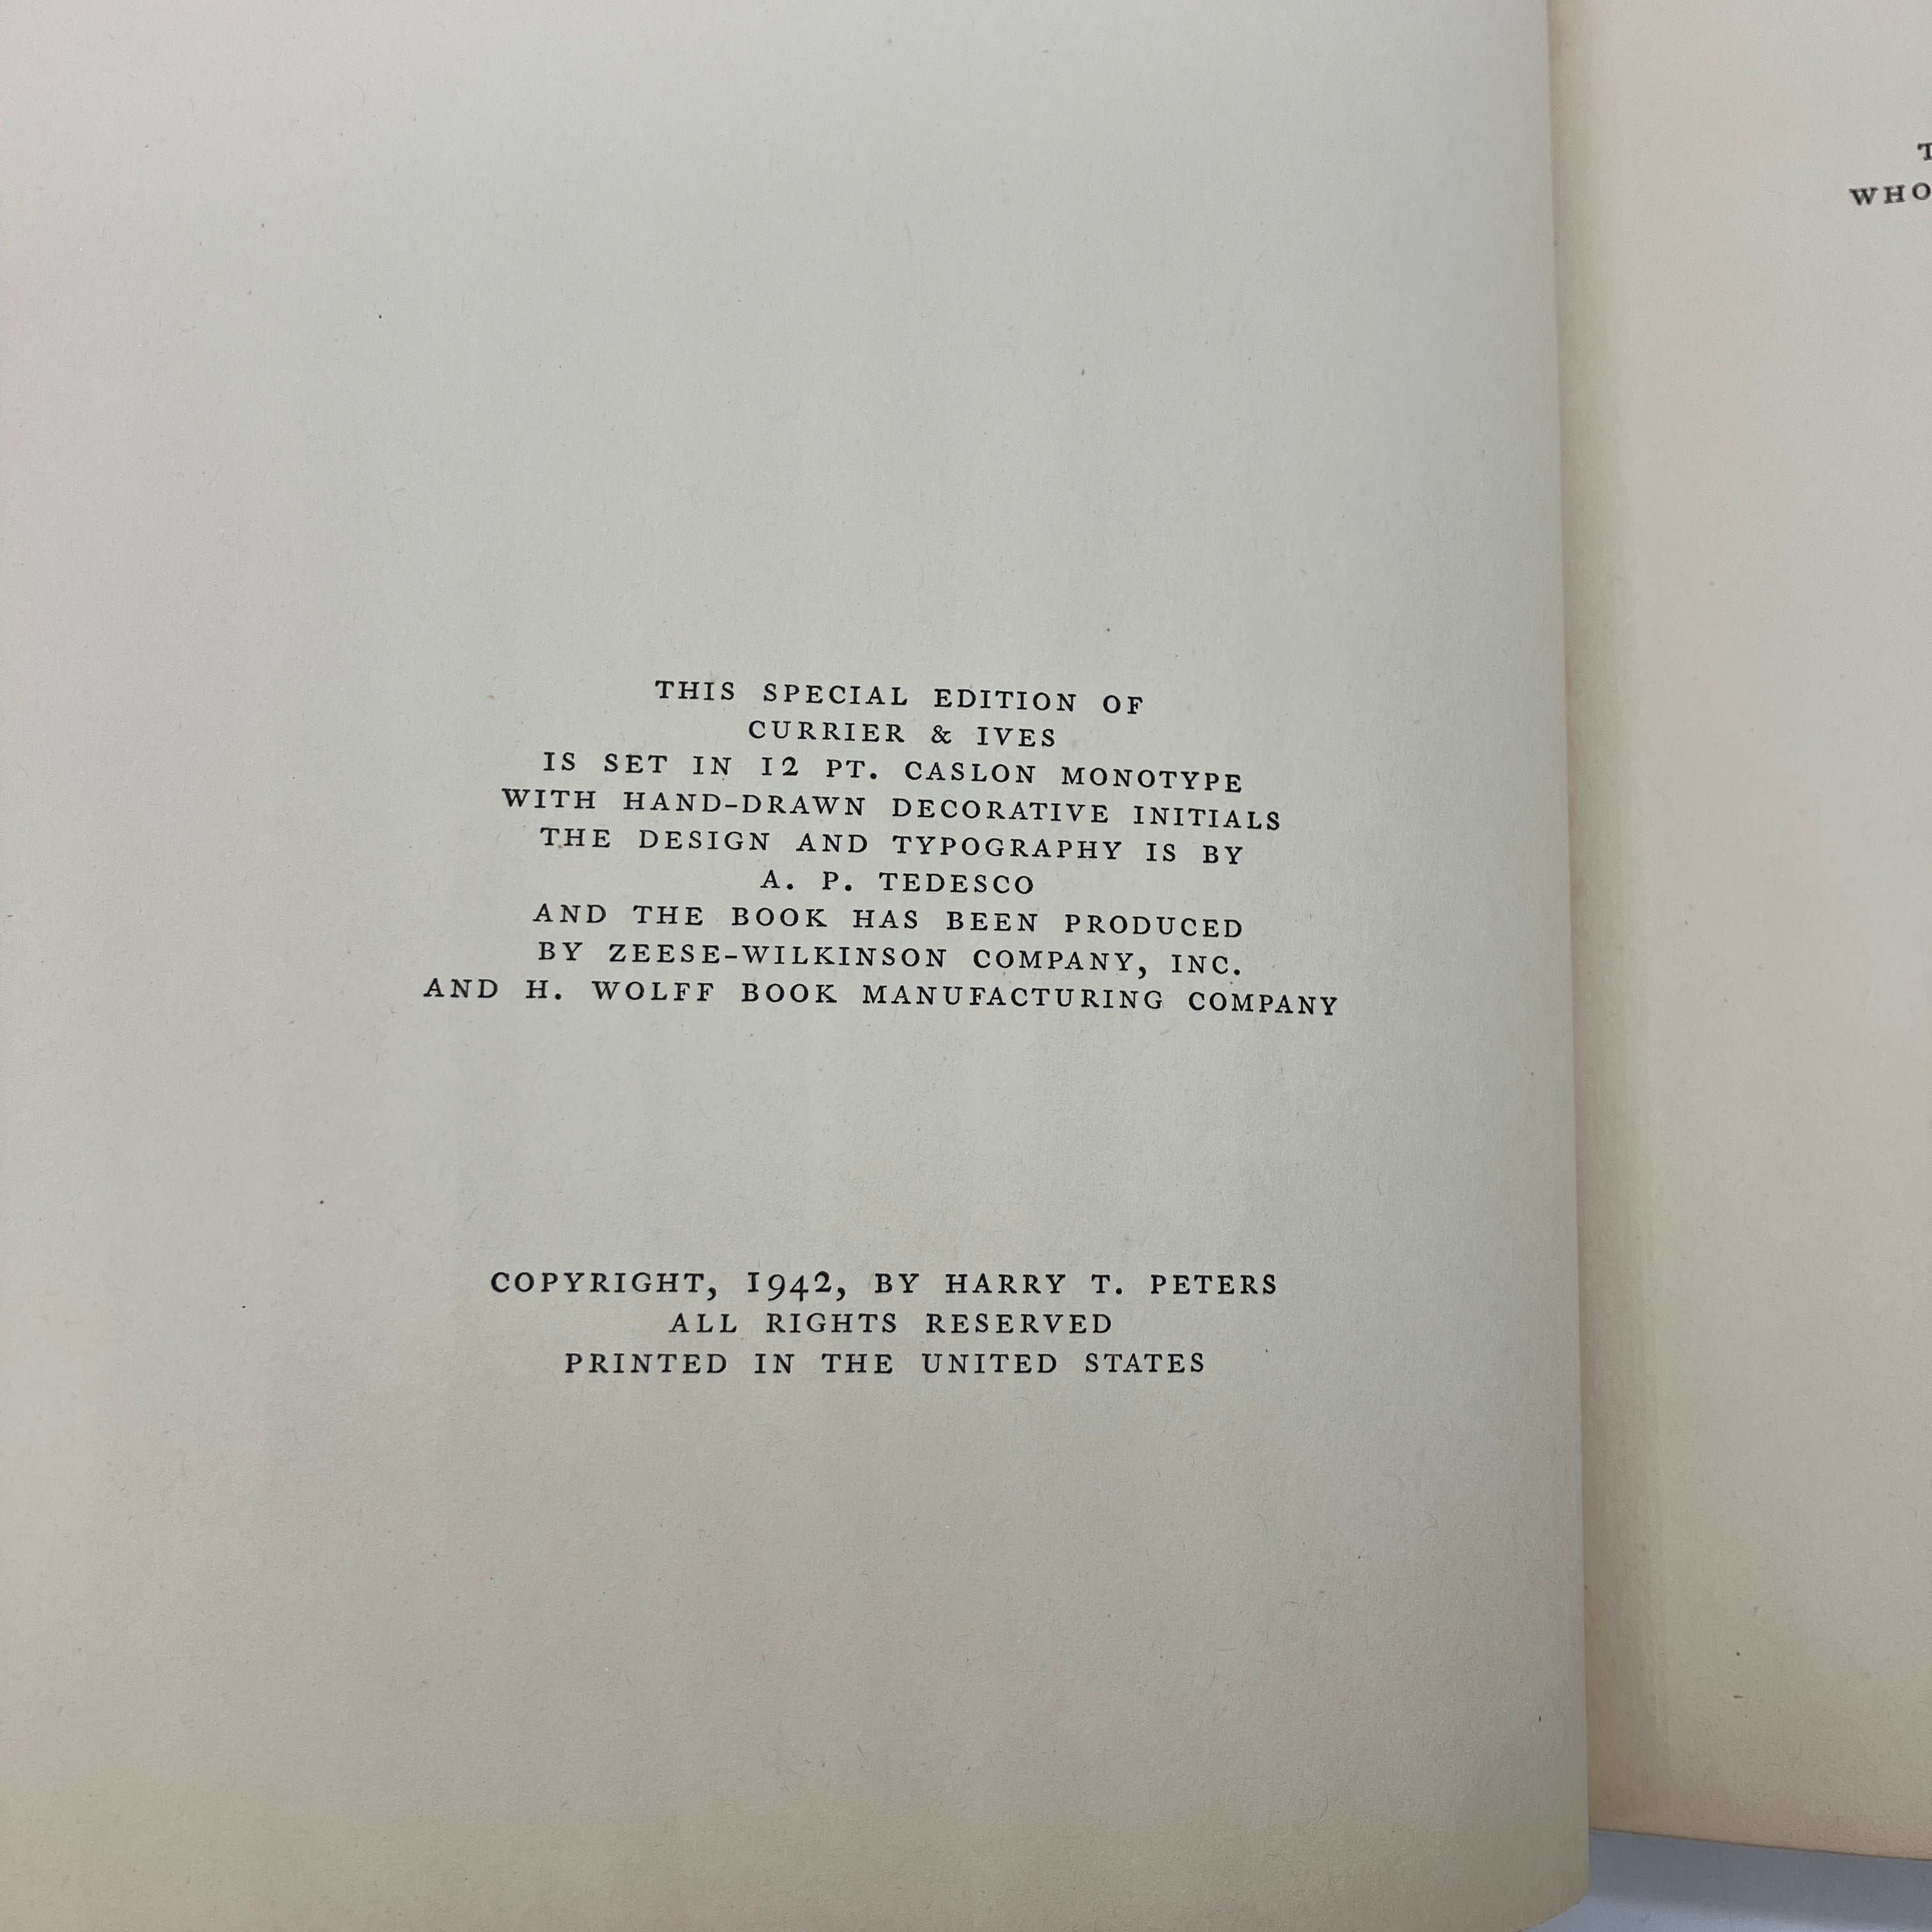 THIS SPECIAL EDITION OF
CURRIER & IVES
IS SET IN 12 PT. CASLON MONOTYPE
WITH HAND-DRAWN DECORATIVE INITIALS
THE DESIGN AND TYPOGRAPHY IS BY
A. P. TEDESCO
AND THE BOOK HAS BEEN PRODUCED
BY ZEESE-WILKINSON COMPANY, INC.
AND H. WOLFF BOOK MANUFACTURING COMPANY
COPYRIGHT, 1942, BY HARRY T. PETERS
ALL RIGHTS RESERVED
PRINTED IN THE UNITED STATES